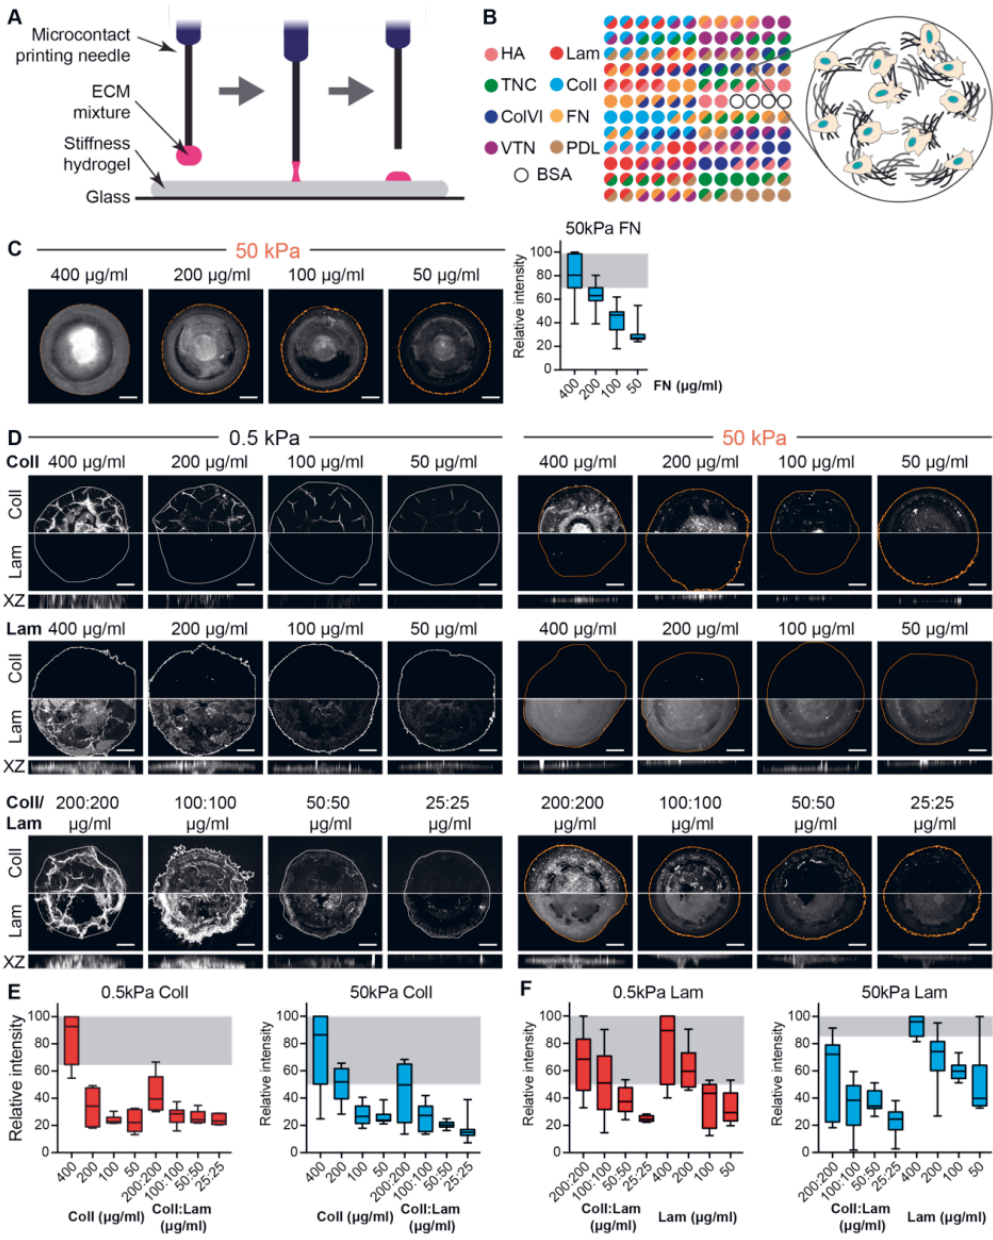 A
Microcontact
printing needle
ECM
mixture
Stiffness
hydrogel
Glass
B
HA
Lam
TNC
ColI
ColVI
FN
VTN
PDL
BSA
C
50 kPa
400 µg/ml
200 µg/ml
100 µg/ml
50 µg/ml
50kPa FN
Relative intensity
100
80
60
40
20
0
400
200
100
50
FN (µg/ml)
D
0.5 kPa
50 kPa
ColI
400 µg/ml
200 µg/ml
100 µg/ml
50 µg/ml
400 µg/ml
200 µg/ml
100 µg/ml
50 µg/ml
ColI
Lam
XZ
Lam
400 µg/ml
200 µg/ml
100 µg/ml
50 µg/ml
400 µg/ml
200 µg/ml
100 µg/ml
50 µg/ml
ColI
Lam
XZ
ColI/
Lam
200:200
µg/ml
100:100
µg/ml
50:50
µg/ml
25:25
µg/ml
200:200
µg/ml
100:100
µg/ml
50:50
µg/ml
25:25
µg/ml
ColI
Lam
XZ
E
0.5kPa ColI
Relative intensity
100
80
60
40
20
0
400
200
100
50
200:200
100:100
50:50
25:25
ColI (µg/ml)
ColI:Lam
(µg/ml)
50kPa ColI
Relative intensity
100
80
60
40
20
0
400
200
100
50
200:200
100:100
50:50
25:25
ColI (µg/ml)
ColI:Lam
(µg/ml)
F
0.5kPa Lam
Relative intensity
100
80
60
40
20
0
200:200
100:100
50:50
25:25
400
200
100
50
ColI:Lam
(µg/ml)
Lam (µg/ml)
50kPa Lam
Relative intensity
100
80
60
40
20
0
200:200
100:100
50:50
25:25
400
200
100
50
ColI:Lam
(µg/ml)
Lam (µg/ml)